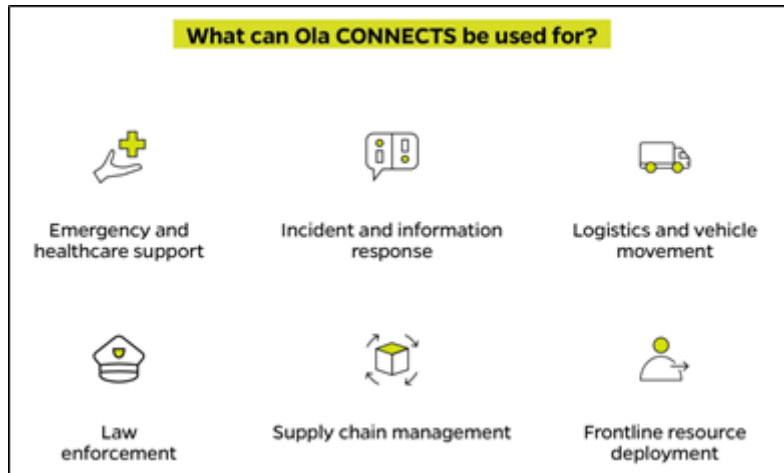 What can Ola CONNECTS be used for?
Emergency and
healthcare support
Incident and information
response
Logistics and vehicle
movement
Law
enforcement
Supply chain management
Frontline resource
deployment